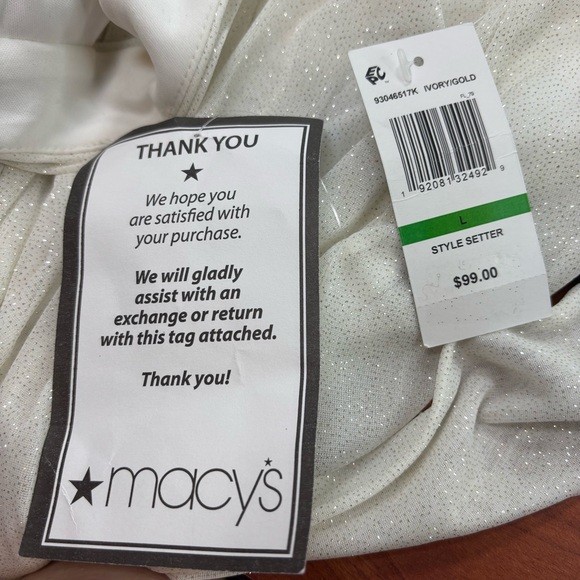 THANK YOU
We hope you
are satisfied with
your purchase.
We will gladly
assist with an
exchange or return
with this tag attached.
Thank you!
macy's
93046517K IVORY/GOLD
FL_7B
1 92081 32492 9
L
STYLE SETTER
$99.00